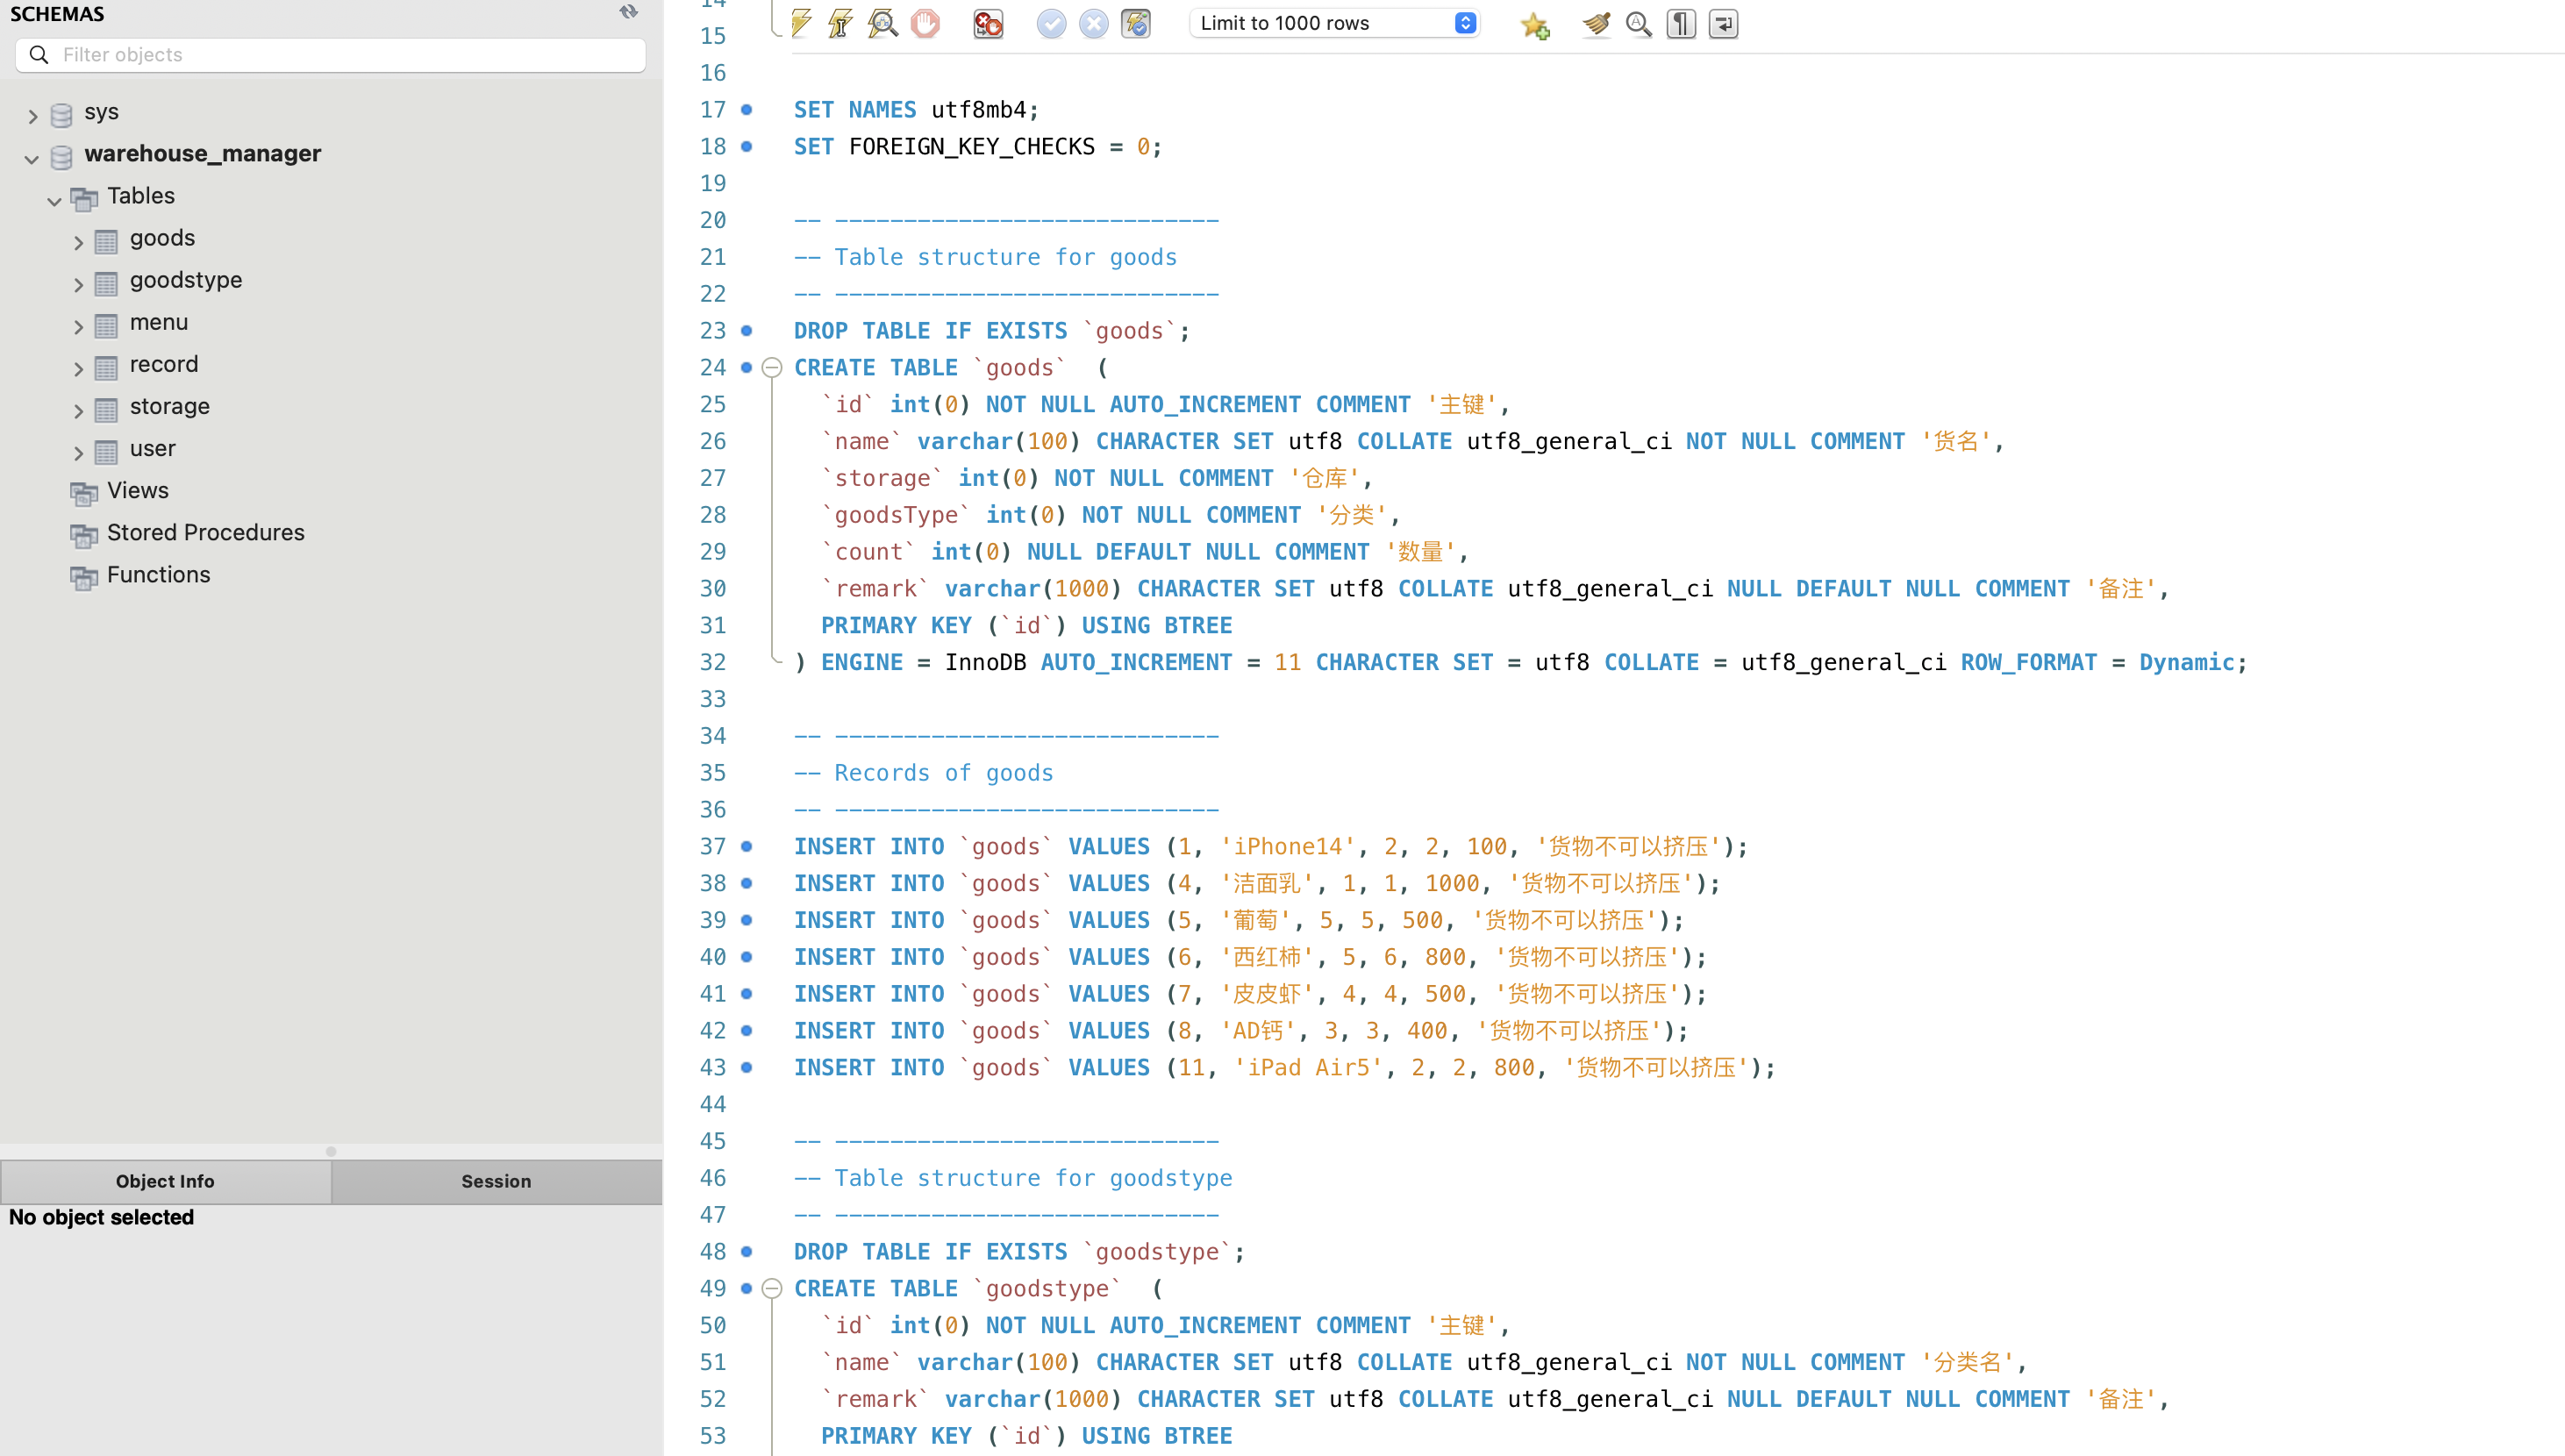 SCHEMAS
Filter objects
sys
warehouse_manager
Tables
goods
goodstype
menu
record
storage
user
Views
Stored Procedures
Functions
Object Info
Session
No object selected
Limit to 1000 rows
14
15
16
17 SET NAMES utf8mb4;
18 SET FOREIGN_KEY_CHECKS = 0;
19
20 -- ----------------------------
21 -- Table structure for goods
22 -- ----------------------------
23 DROP TABLE IF EXISTS `goods`;
24 CREATE TABLE `goods`  (
25 `id` int(0) NOT NULL AUTO_INCREMENT COMMENT '主键',
26 `name` varchar(100) CHARACTER SET utf8 COLLATE utf8_general_ci NOT NULL COMMENT '货名',
27 `storage` int(0) NOT NULL COMMENT '仓库',
28 `goodsType` int(0) NOT NULL COMMENT '分类',
29 `count` int(0) NULL DEFAULT NULL COMMENT '数量',
30 `remark` varchar(1000) CHARACTER SET utf8 COLLATE utf8_general_ci NULL DEFAULT NULL COMMENT '备注',
31 PRIMARY KEY (`id`) USING BTREE
32 ) ENGINE = InnoDB AUTO_INCREMENT = 11 CHARACTER SET = utf8 COLLATE = utf8_general_ci ROW_FORMAT = Dynamic;
33
34 -- ----------------------------
35 -- Records of goods
36 -- ----------------------------
37 INSERT INTO `goods` VALUES (1, 'iPhone14', 2, 2, 100, '货物不可以挤压');
38 INSERT INTO `goods` VALUES (4, '洁面乳', 1, 1, 1000, '货物不可以挤压');
39 INSERT INTO `goods` VALUES (5, '葡萄', 5, 5, 500, '货物不可以挤压');
40 INSERT INTO `goods` VALUES (6, '西红柿', 5, 6, 800, '货物不可以挤压');
41 INSERT INTO `goods` VALUES (7, '皮皮虾', 4, 4, 500, '货物不可以挤压');
42 INSERT INTO `goods` VALUES (8, 'AD钙', 3, 3, 400, '货物不可以挤压');
43 INSERT INTO `goods` VALUES (11, 'iPad Air5', 2, 2, 800, '货物不可以挤压');
44
45 -- ----------------------------
46 -- Table structure for goodstype
47 -- ----------------------------
48 DROP TABLE IF EXISTS `goodstype`;
49 CREATE TABLE `goodstype`  (
50 `id` int(0) NOT NULL AUTO_INCREMENT COMMENT '主键',
51 `name` varchar(100) CHARACTER SET utf8 COLLATE utf8_general_ci NOT NULL COMMENT '分类名',
52 `remark` varchar(1000) CHARACTER SET utf8 COLLATE utf8_general_ci NULL DEFAULT NULL COMMENT '备注',
53 PRIMARY KEY (`id`) USING BTREE